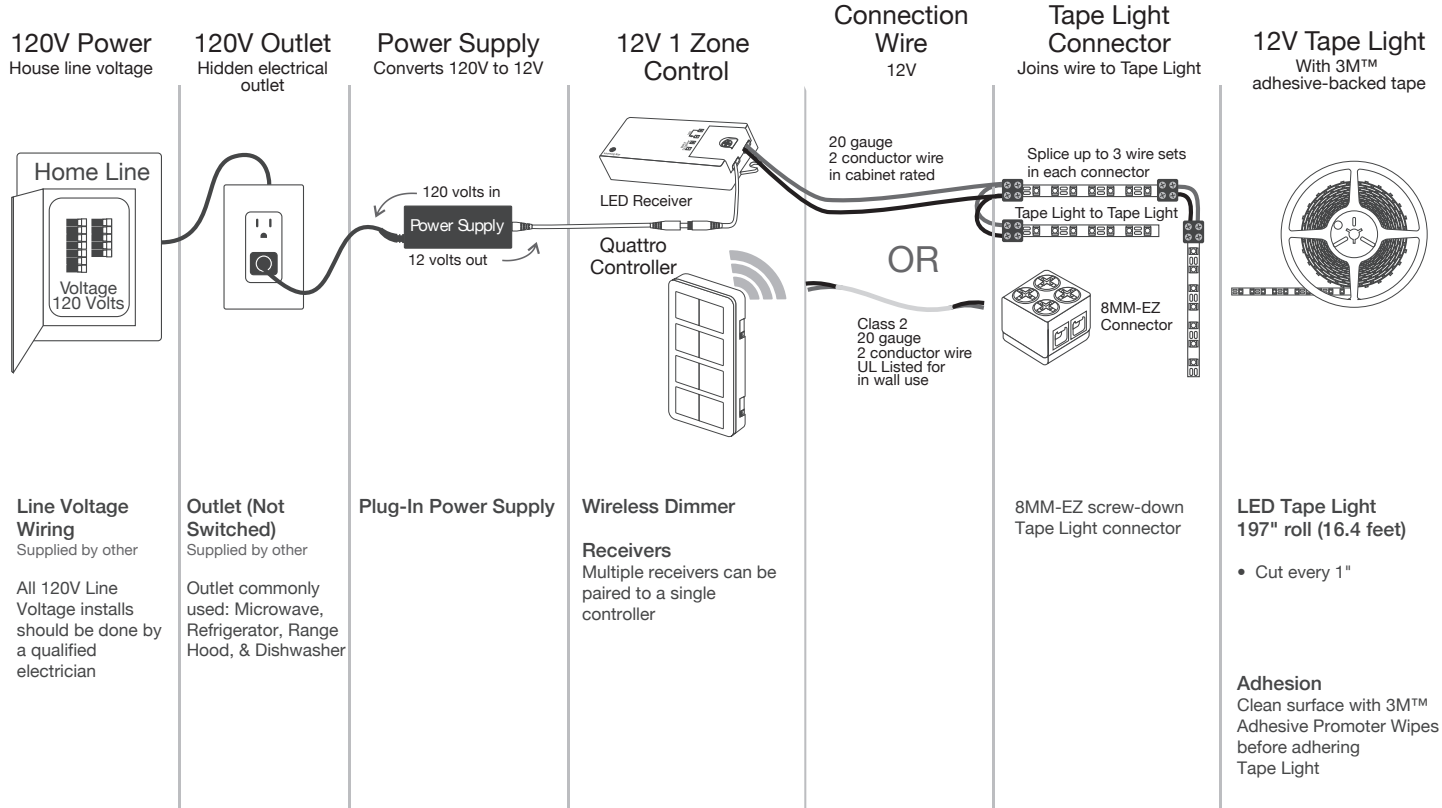 120V Power
House line voltage
Home Line
Voltage
120 Volts
Line Voltage
Wiring
Supplied by other
All 120V Line
Voltage installs
should be done by
a qualified
electrician
120V Outlet
Hidden electrical
outlet
Outlet (Not
Switched)
Supplied by other
Outlet commonly
used: Microwave,
Refrigerator, Range
Hood, & Dishwasher
Power Supply
Converts 120V to 12V
120 volts in
Power Supply
12 volts out
Plug-In Power Supply
12V 1 Zone
Control
LED Receiver
Quattro
Controller
Wireless Dimmer
Receivers
Multiple receivers can be
paired to a single
controller
Connection
Wire
12V
20 gauge
2 conductor wire
in cabinet rated
OR
Class 2
20 gauge
2 conductor wire
UL Listed for
in wall use
Tape Light
Connector
Joins wire to Tape Light
Splice up to 3 wire sets
in each connector
Tape Light to Tape Light
8MM-EZ
Connector
8MM-EZ screw-down
Tape Light connector
12V Tape Light
With 3M™
adhesive-backed tape
LED Tape Light
197" roll (16.4 feet)
• Cut every 1"
Adhesion
Clean surface with 3M™
Adhesive Promoter Wipes
before adhering
Tape Light